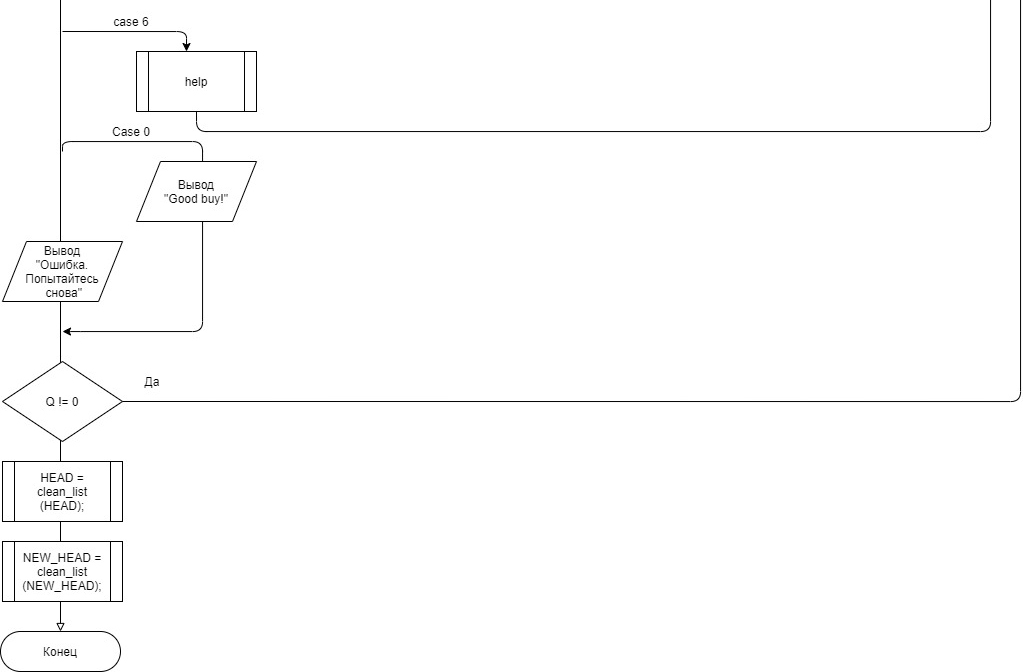 case 6
help
Case 0
Вывод
"Good buy!"
Вывод
"Ошибка.
Попытайтесь
снова"
Да
Q != 0
HEAD =
clean_list
(HEAD);
NEW_HEAD =
clean_list
(NEW_HEAD);
Конец